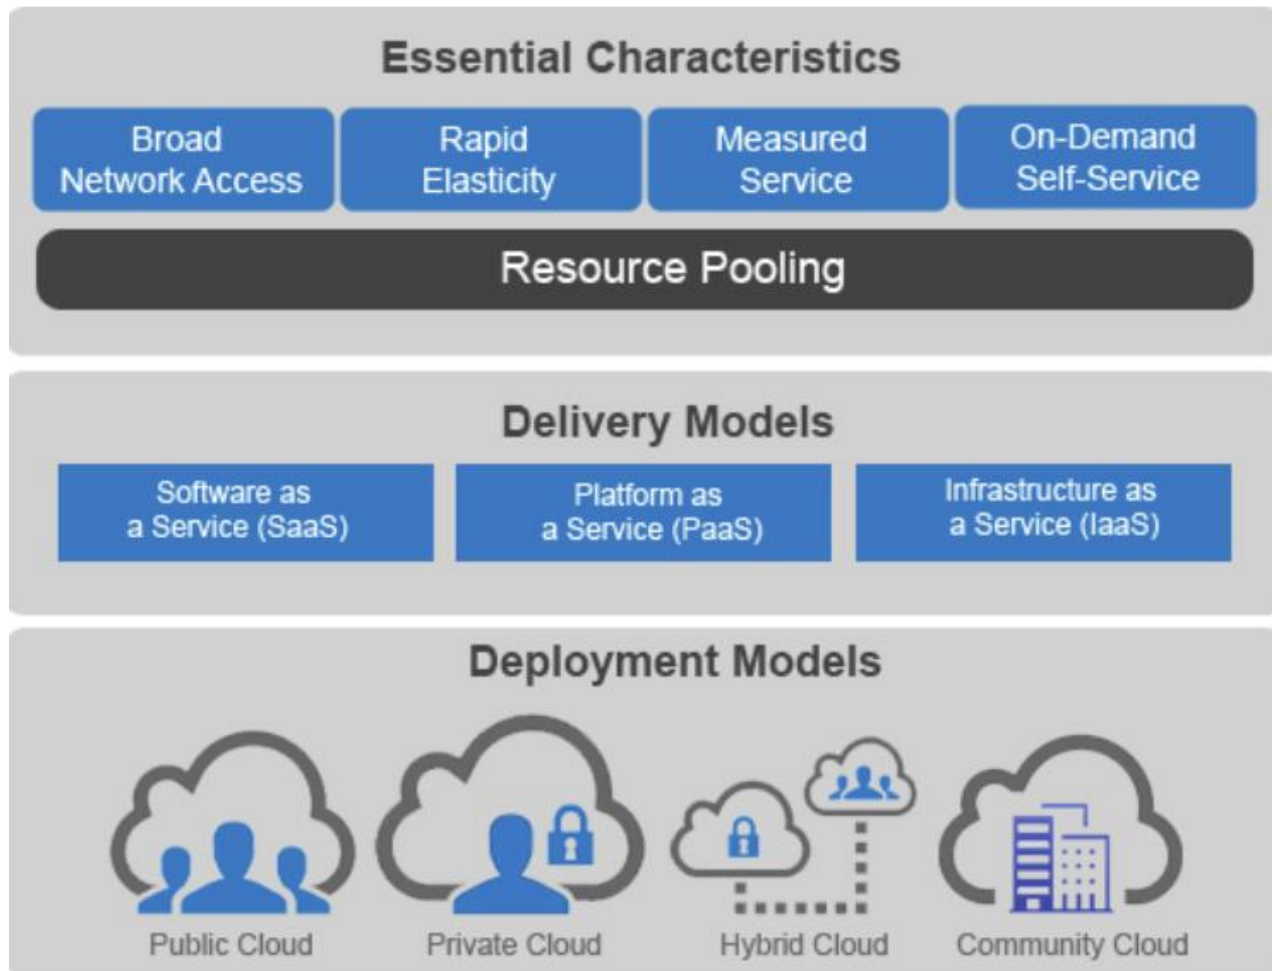 Essential Characteristics
Broad
Network Access
Rapid
Elasticity
Measured
Service
On-Demand
Self-Service
Resource Pooling
Delivery Models
Software as
a Service (SaaS)
Platform as
a Service (PaaS)
Infrastructure as
a Service (IaaS)
Deployment Models
Public Cloud
Private Cloud
Hybrid Cloud
Community Cloud